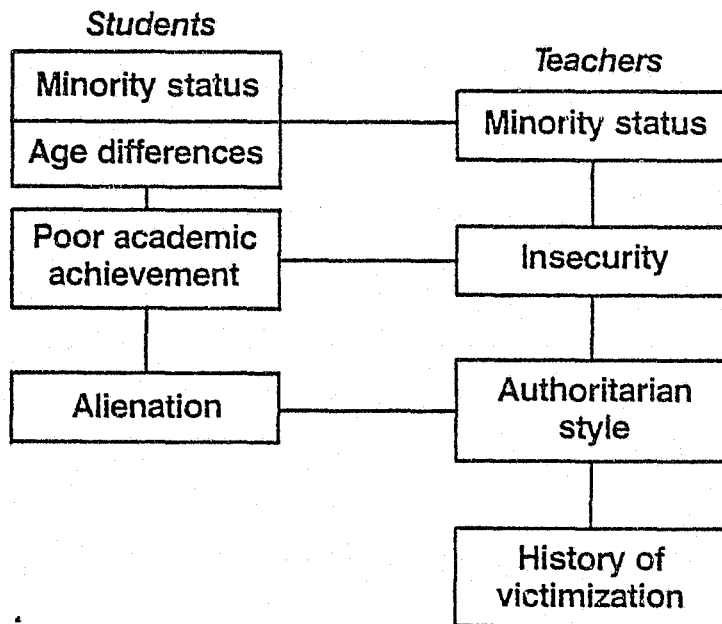 Students
Minority status
Age differences
Poor academic
achievement
Alienation
Teachers
Minority status
Insecurity
Authoritarian
style
History of
victimization